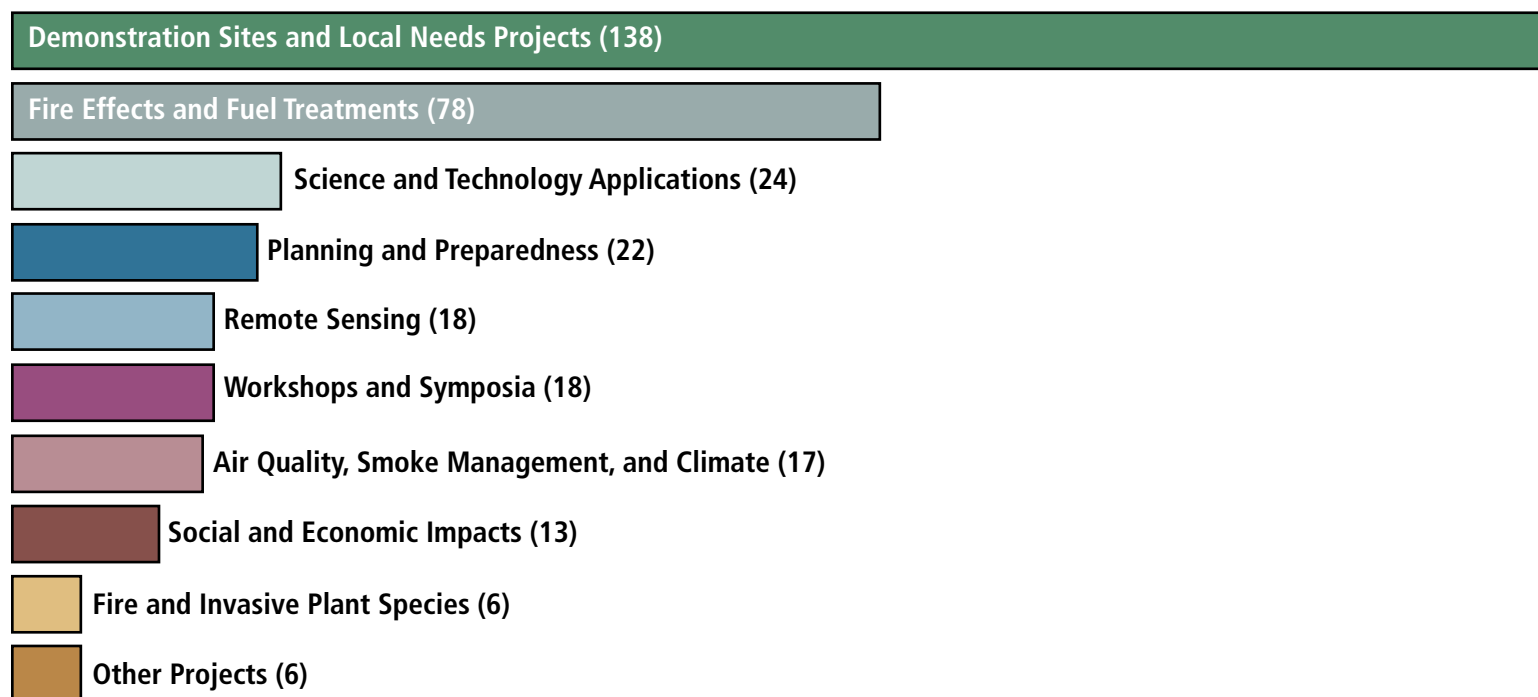 Demonstration Sites and Local Needs Projects (138)
Fire Effects and Fuel Treatments (78)
Science and Technology Applications (24)
Planning and Preparedness (22)
Remote Sensing (18)
Workshops and Symposia (18)
Air Quality, Smoke Management, and Climate (17)
Social and Economic Impacts (13)
Fire and Invasive Plant Species (6)
Other Projects (6)